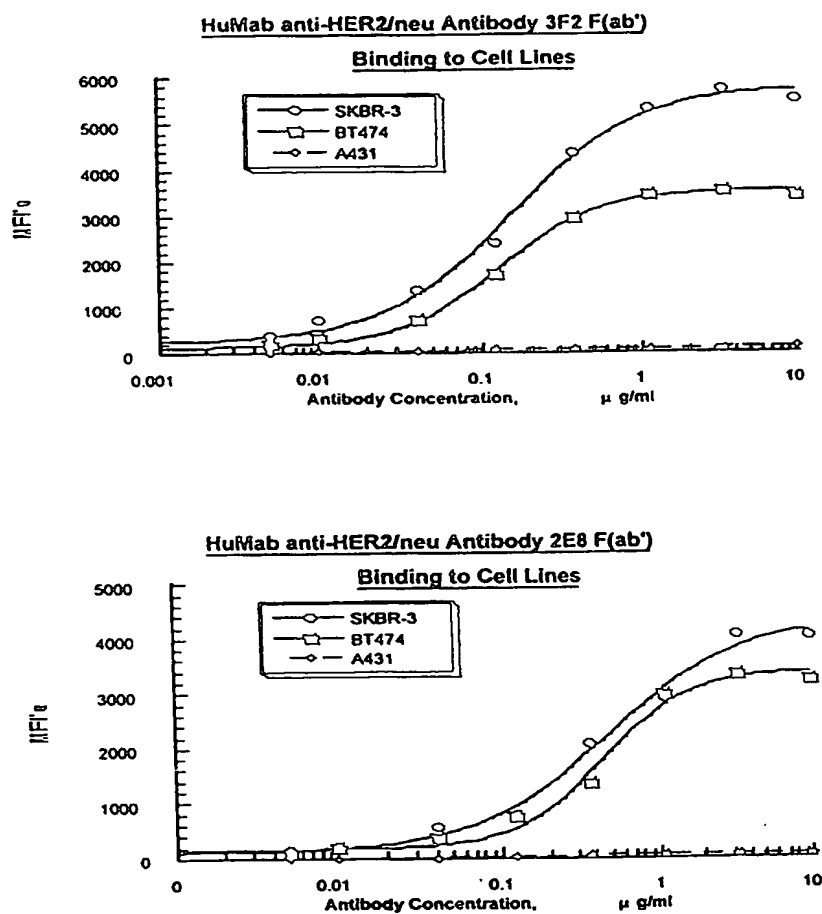 HuMab anti-HER2/neu Antibody 3F2 F(ab')
Binding to Cell Lines
6000
5000
4000
3000
2000
1000
0
SKBR-3
BT474
A431
0.001
0.01
0.1
1
10
Antibody Concentration, μ g/ml
HuMab anti-HER2/neu Antibody 2E8 F(ab')
Binding to Cell Lines
5000
4000
3000
2000
1000
0
SKBR-3
BT474
A431
0
0.01
0.1
1
10
Antibody Concentration, μ g/ml